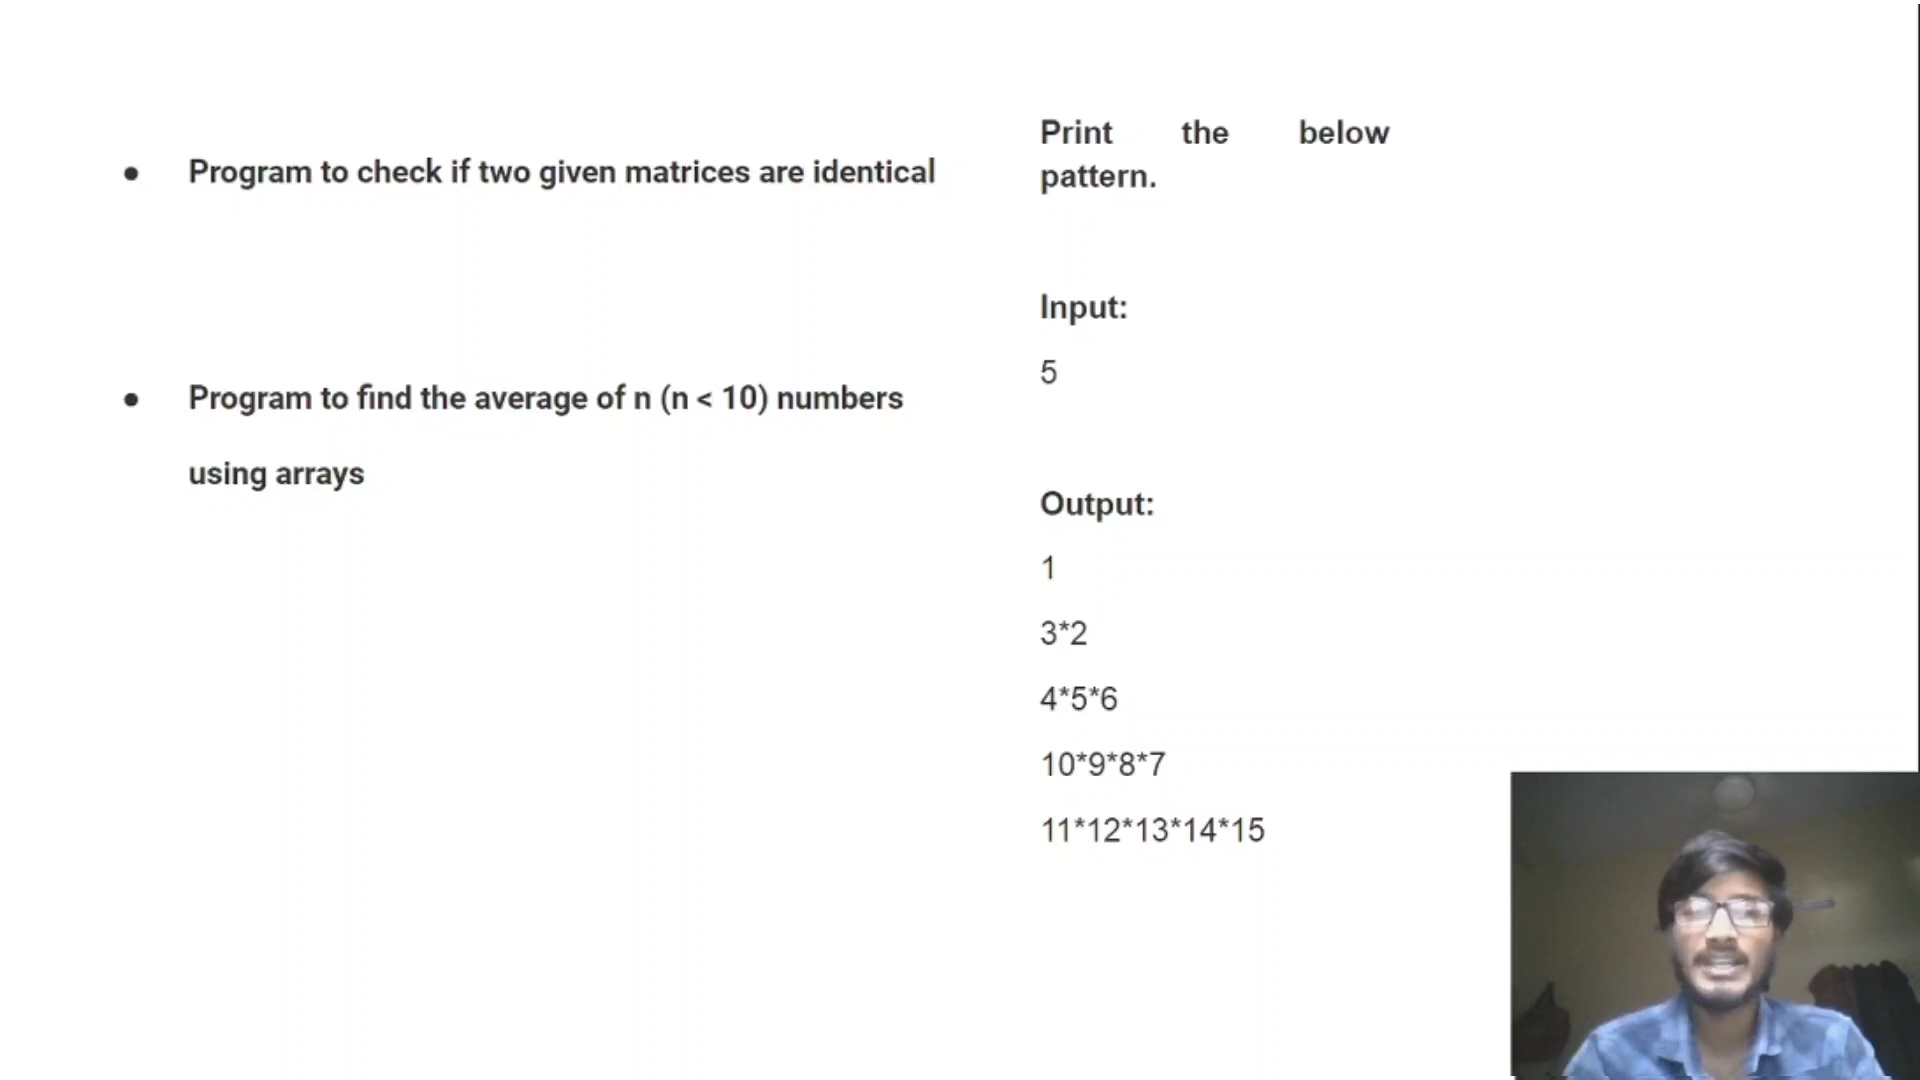 ● Program to check if two given matrices are identical
● Program to find the average of n (n < 10) numbers
using arrays
Print the below
pattern.
Input:
5
Output:
1
3*2
4*5*6
10*9*8*7
11*12*13*14*15